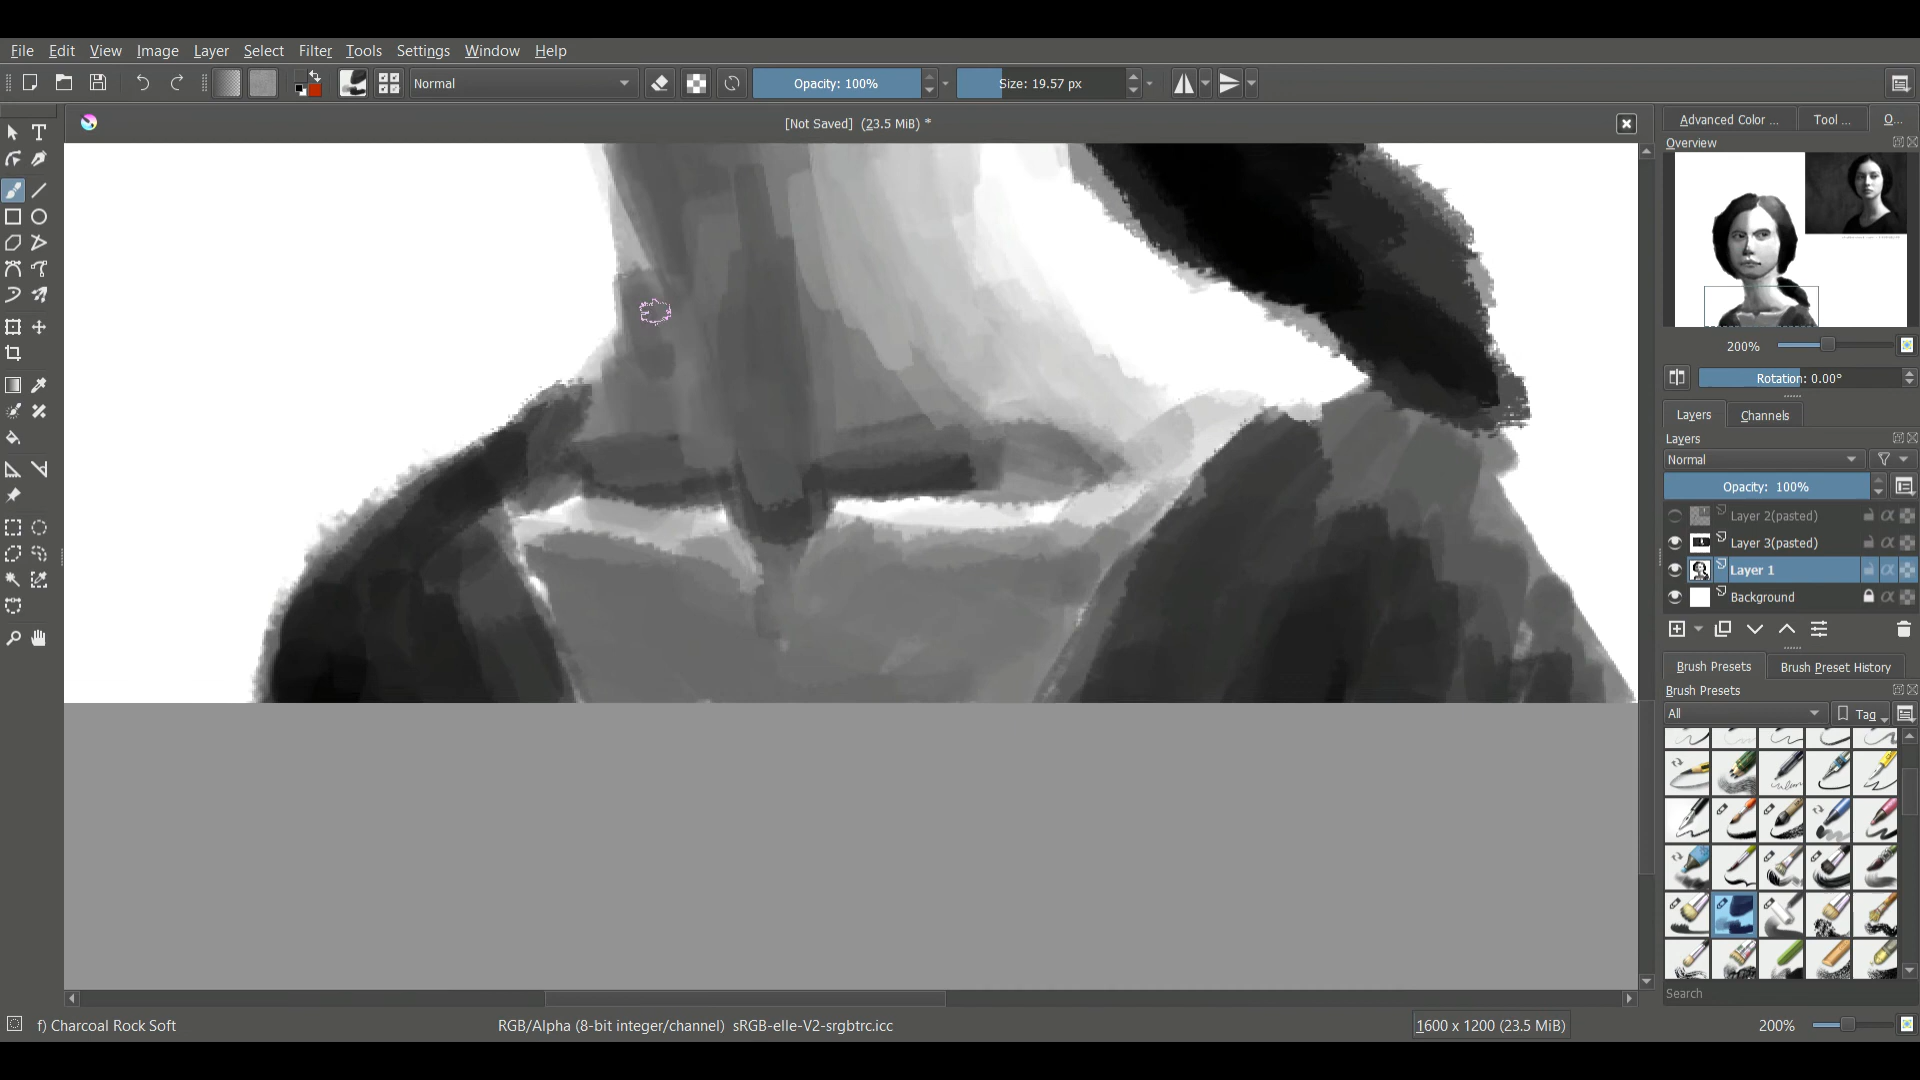 File Edit View Image Layer Select Filter Tools Settings Window Help
Normal Opacity: 100% Size: 19.57 px
[Not Saved] (23.5 MiB) *
Advanced Color ... Tool ... O...
Overview
200%
Rotation: 0.00°
Layers Channels
Layers
Normal
Opacity: 100%
Layer 2(pasted)
Layer 3(pasted)
Layer 1
Background
Brush Presets Brush Preset History
Brush Presets
All Tag
Search
f) Charcoal Rock Soft RGB/Alpha (8-bit integer/channel) sRGB-elle-V2-srgbtrc.icc 1600 x 1200 (23.5 MiB) 200%